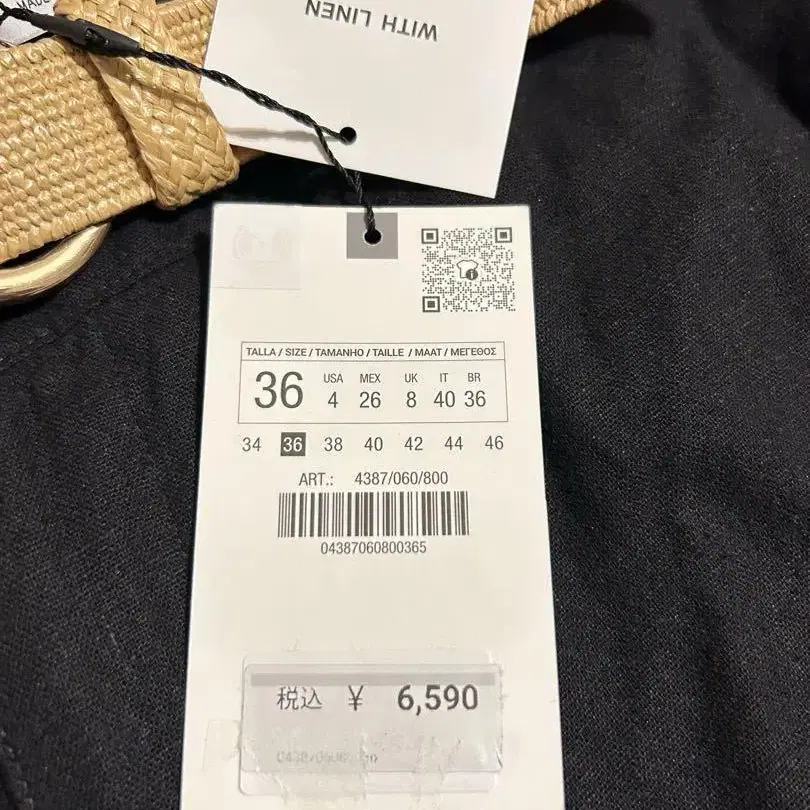 MADE
WITH LINEN
TALLA / SIZE / TAMANHO / TAILLE / MAAT / ΜΕΓΕΘΟΣ
36 USA 4 MEX 26 UK 8 IT 40 BR 36
34 36 38 40 42 44 46
ART.: 4387/060/800
04387060800365
税込 ¥ 6,590